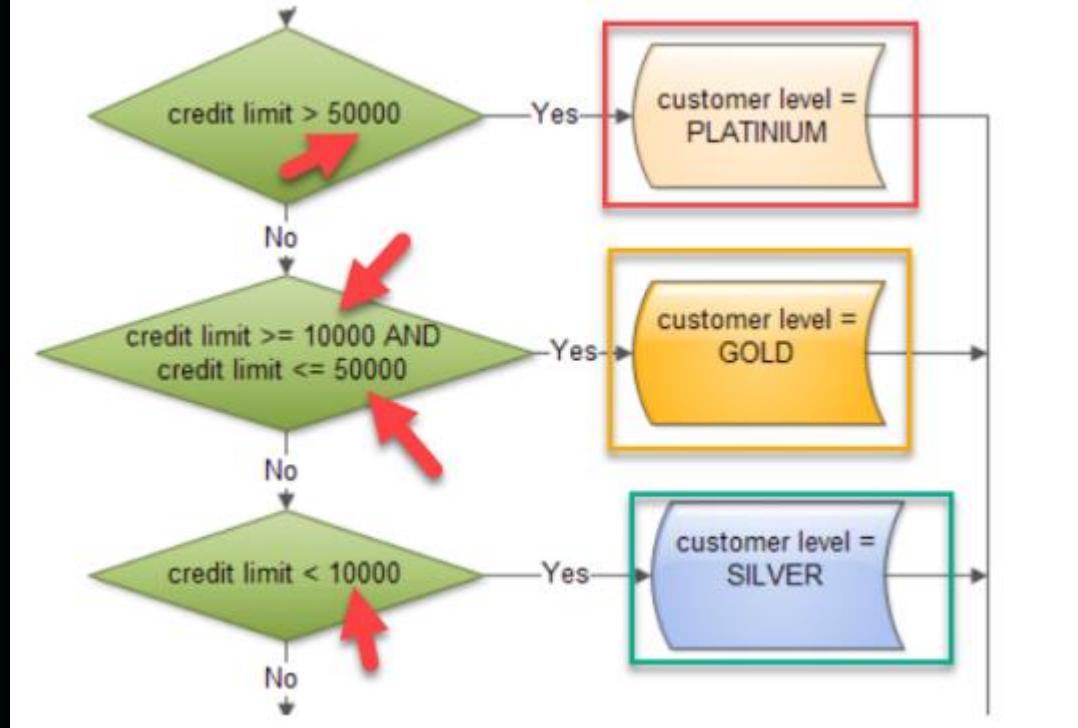 credit limit > 50000
Yes
customer level =
PLATINIUM
No
credit limit >= 10000 AND
credit limit <= 50000
Yes
customer level =
GOLD
No
credit limit < 10000
Yes
customer level =
SILVER
No